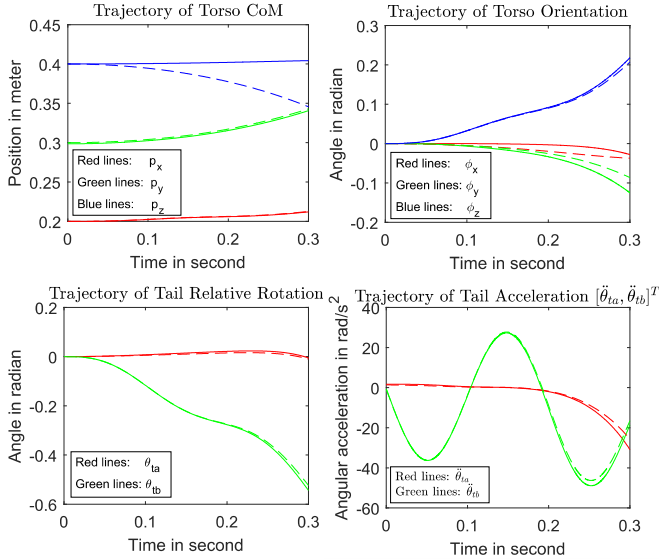 Trajectory of Torso CoM
0.45
0.4
0.35
0.3
0.25
0.2
Position in meter
Red lines: p_x
Green lines: p_y
Blue lines: p_z
0 0.1 0.2 0.3
Time in second
Trajectory of Torso Orientation
0.3
0.2
0.1
0
-0.1
-0.2
Angle in radian
Red lines: ϕ_x
Green lines: ϕ_y
Blue lines: ϕ_z
0 0.1 0.2 0.3
Time in second
Trajectory of Tail Relative Rotation
0.2
0
-0.2
-0.4
-0.6
Angle in radian
Red lines: θ_ta
Green lines: θ_tb
0 0.1 0.2 0.3
Time in second
Trajectory of Tail Acceleration [θ̈_ta, θ̈_tb]^T
40
20
0
-20
-40
-60
Angular acceleration in rad/s²
Red lines: θ̈_ta
Green lines: θ̈_tb
0 0.1 0.2 0.3
Time in second